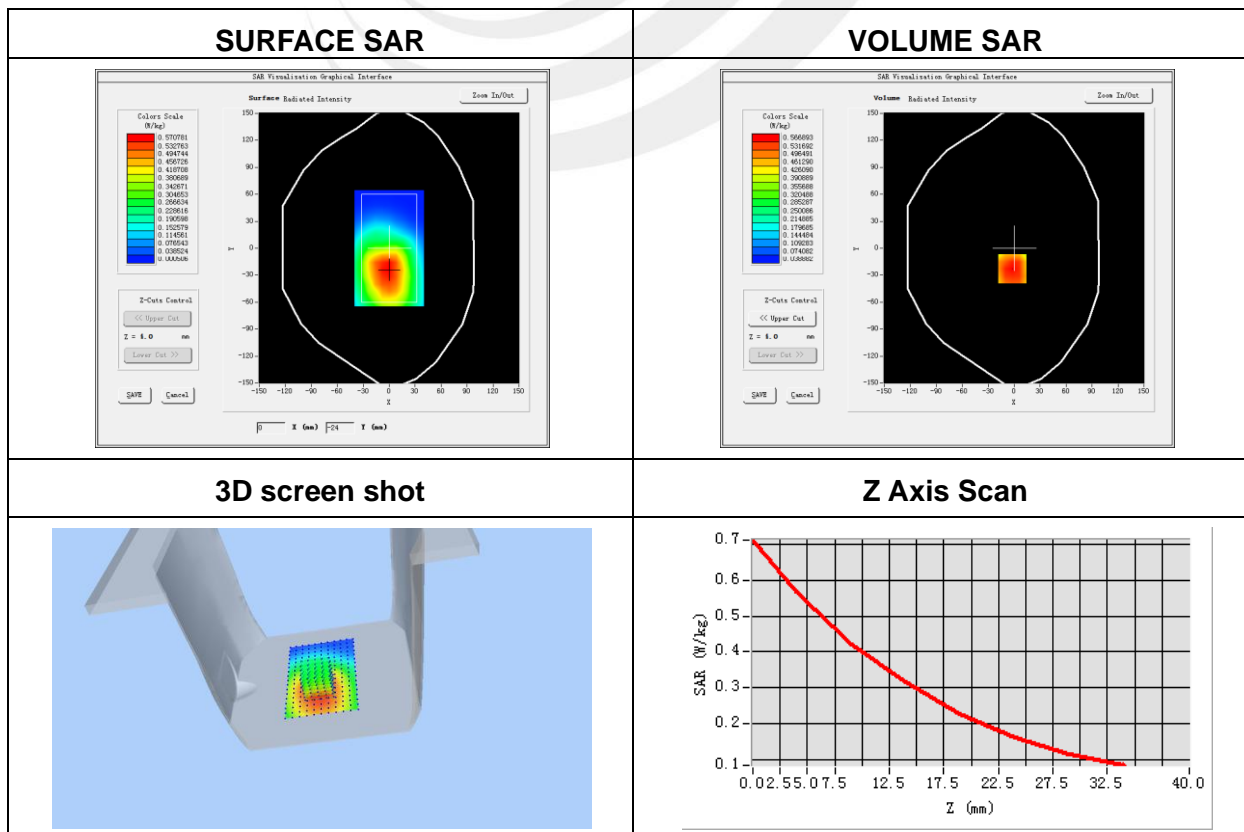 SURFACE SAR
SAR Visualisation Graphical Interface
Surface Radiated Intensity
Zoom In/Out
Colors Scale
(W/kg)
0.570781
0.532763
0.494744
0.456726
0.418708
0.380689
0.342671
0.304653
0.266634
0.228616
0.190598
0.152579
0.114561
0.076543
0.038524
0.000506
Z-Cuts Control
<< Upper Cut
Lower Cut >>
SAVE Cancel
150
120
90
60
30
0
-30
-60
-90
-120
-150
Y
-150 -120 -90 -60 -30 0 30 60 90 120 150
X
0 X (mm) -24 Y (mm)
VOLUME SAR
SAR Visualisation Graphical Interface
Volume Radiated Intensity
Zoom In/Out
Colors Scale
(W/kg)
0.566893
0.531692
0.496491
0.461290
0.426090
0.390889
0.355688
0.320488
0.285287
0.250086
0.214885
0.179685
0.144484
0.109283
0.074082
0.038882
Z-Cuts Control
<< Upper Cut
Lower Cut >>
SAVE Cancel
150
120
90
60
30
0
-30
-60
-90
-120
-150
Y
-150 -120 -90 -60 -30 0 30 60 90 120 150
X
3D screen shot
Z Axis Scan
0.7
0.6
0.5
0.4
0.3
0.2
0.1
SAR (W/kg)
0.0 2.5 5.0 7.5 12.5 17.5 22.5 27.5 32.5 40.0
Z (mm)